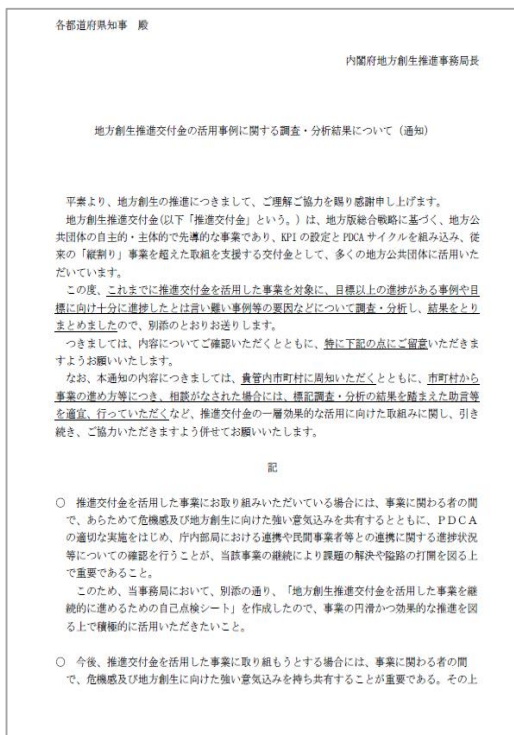 各都道府県知事　殿
内閣府地方創生推進事務局長
地方創生推進交付金の活用事例に関する調査・分析結果について（通知）
平素より、地方創生の推進につきまして、ご理解ご協力を賜り感謝申し上げます。
地方創生推進交付金(以下「推進交付金」という。）は、地方版総合戦略に基づく、地方公
共団体の自主的・主体的で先導的な事業であり、KPIの設定とPDCAサイクルを組み込み、従
来の「縦割り」事業を超えた取組を支援する交付金として、多くの地方公共団体に活用いた
だいています。
この度、これまでに推進交付金を活用した事業を対象に、目標以上の進捗がある事例や目
標に向け十分に進捗したとは言い難い事例等の要因などについて調査・分析し、結果をとり
まとめましたので、別添のとおりお送りします。
つきましては、内容についてご確認いただくとともに、特に下記の点にご留意いただきま
すようお願いいたします。
なお、本通知の内容につきましては、貴管内市町村に周知いただくとともに、市町村から
事業の進め方等につき、相談がなされた場合には、標記調査・分析の結果を踏まえた助言等
を適宜、行っていただくなど、推進交付金の一層効果的な活用に向けた取組みに関し、引き
続き、ご協力いただきますよう併せてお願いいたします。
記
○　推進交付金を活用した事業にお取り組みいただいている場合には、事業に関わる者の間
で、あらためて危機感及び地方創生に向けた強い意気込みを共有するとともに、ＰＤＣＡ
の適切な実施をはじめ、庁内部局における連携や民間事業者等との連携に関する進捗状況
等についての確認を行うことが、当該事業の継続により課題の解決や隘路の打開を図る上
で重要であること。
このため、当事務局において、別添の通り、「地方創生推進交付金を活用した事業を継
続的に進めるための自己点検シート」を作成したので、事業の円滑かつ効果的な推進を図
る上で積極的に活用いただきたいこと。
○　今後、推進交付金を活用した事業に取り組もうとする場合には、事業に関わる者の間
で、危機感及び地方創生に向けた強い意気込みを持ち共有することが重要である。その上